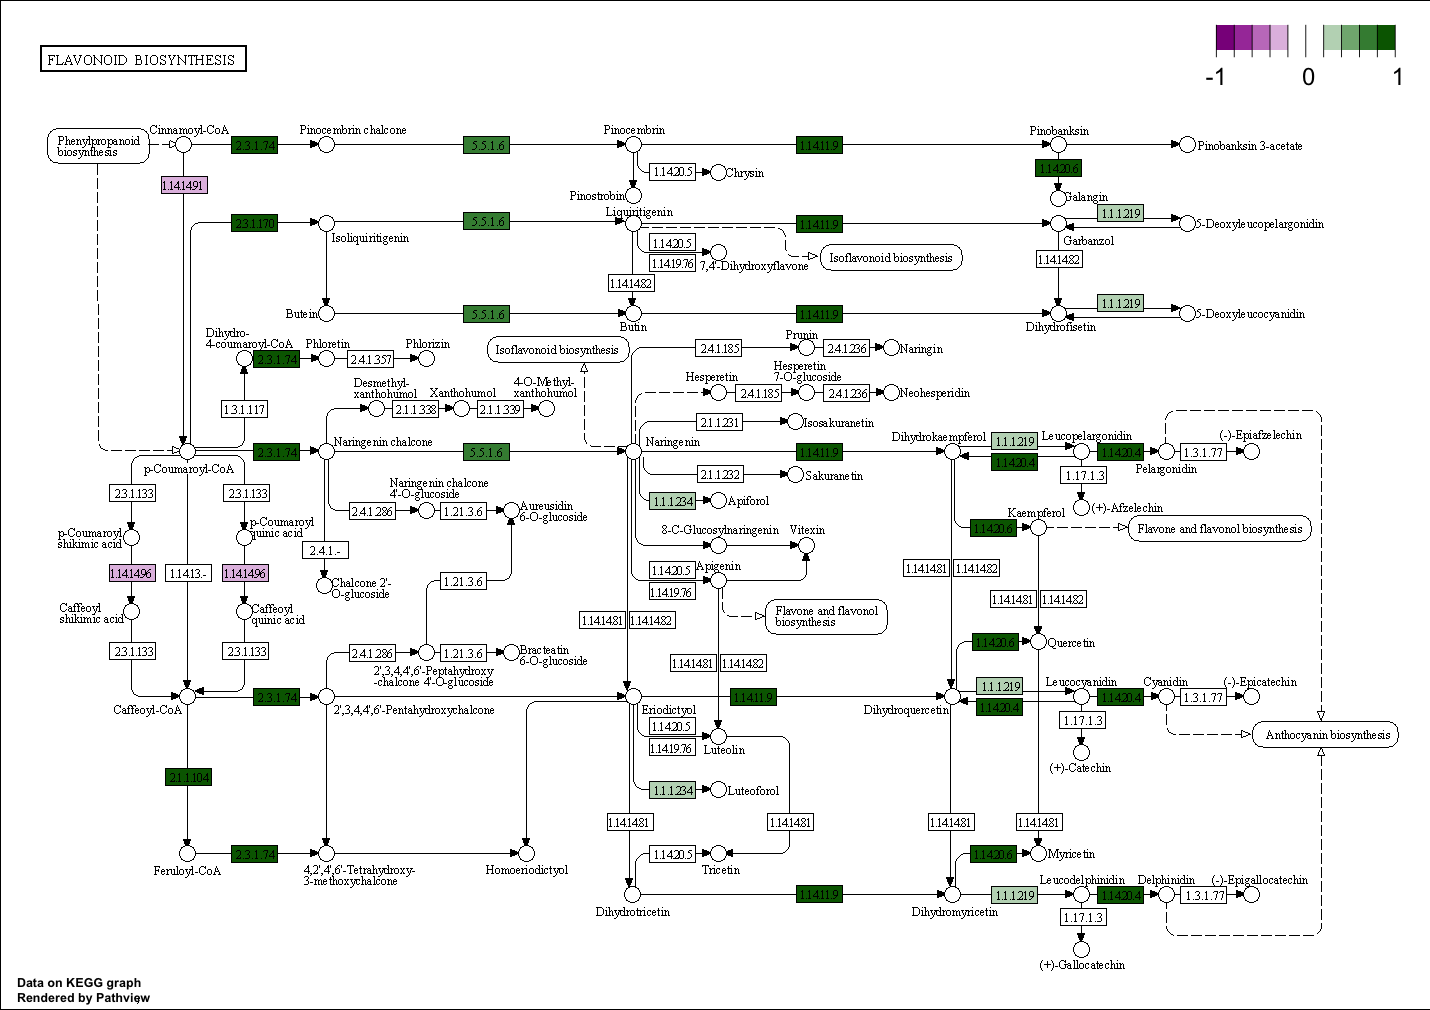 FLAVONOID BIOSYNTHESIS
-1 0 1
Phenylpropanoid
biosynthesis
Cinnamoyl-CoA
2.3.1.74
Pinocembrin chalcone
5.5.1.6
Pinocembrin
1.14.11.9
Pinobanksin
Pinobanksin 3-acetate
1.14.20.5
Chrysin
1.14.20.6
1.14.14.91
Pinostrobin
Galangin
2.3.1.170
Isoliquiritigenin
5.5.1.6
Liquiritigenin
1.14.11.9
Garbanzol
1.1.1.219
5-Deoxyleucopelargonidin
1.14.20.5
1.14.19.76
7,4'-Dihydroxyflavone
Isoflavonoid biosynthesis
1.14.14.82
1.14.14.82
Butein
5.5.1.6
Butin
1.14.11.9
Dihydrofisetin
1.1.1.219
5-Deoxyleucocyanidin
Dihydro-
4-coumaroyl-CoA
2.3.1.74
Phloretin
2.4.1.357
Phlorizin
Isoflavonoid biosynthesis
2.4.1.185
Prunin
2.4.1.236
Naringin
1.3.1.117
Desmethyl-
xanthohumol
2.1.1.338
Xanthohumol
2.1.1.339
4-O-Methyl-
xanthohumol
Hesperetin
2.4.1.185
Hesperetin
7-O-glucoside
2.4.1.236
Neohesperidin
2.1.1.231
Isosakuranetin
p-Coumaroyl-CoA
2.3.1.74
Naringenin chalcone
5.5.1.6
Naringenin
1.14.11.9
Dihydrokaempferol
1.1.1.219
1.14.20.4
Leucopelargonidin
1.14.20.4
Pelargonidin
1.3.1.77
(-)-Epiafzelechin
2.1.1.232
Sakuranetin
1.17.1.3
(+)-Afzelechin
2.3.1.133
2.3.1.133
Naringenin chalcone
4'-O-glucoside
2.4.1.286
1.21.3.6
Aureusidin
6-O-glucoside
1.1.1.234
Apiforol
1.14.20.6
Kaempferol
Flavone and flavonol biosynthesis
p-Coumaroyl
shikimic acid
p-Coumaroyl
quinic acid
2.4.1.-
8-C-Glucosylnaringenin
Vitexin
1.14.14.96
1.14.13.-
1.14.14.96
Chalcone 2'-
O-glucoside
1.21.3.6
1.14.20.5
1.14.19.76
Apigenin
1.14.14.81
1.14.14.82
Caffeoyl
shikimic acid
Caffeoyl
quinic acid
1.14.14.81
1.14.14.82
Flavone and flavonol
biosynthesis
1.14.14.81
1.14.14.82
2.3.1.133
2.3.1.133
2.4.1.286
1.21.3.6
Bracteatin
6-O-glucoside
2',3,4,4',6'-Peptahydroxy
-chalcone 4'-O-glucoside
1.14.14.81
1.14.14.82
1.14.20.6
Quercetin
Caffeoyl-CoA
2.3.1.74
2',3,4,4',6'-Pentahydroxychalcone
Eriodictyol
1.14.11.9
Dihydroquercetin
1.1.1.219
1.14.20.4
Leucocyanidin
1.14.20.4
Cyanidin
1.3.1.77
(-)-Epicatechin
1.14.20.5
1.14.19.76
Luteolin
1.17.1.3
(+)-Catechin
Anthocyanin biosynthesis
2.1.1.104
1.1.1.234
Luteoforol
1.14.14.81
1.14.14.81
1.14.14.81
1.14.14.81
Feruloyl-CoA
2.3.1.74
4,2',4',6'-Tetrahydroxy-
3-methoxychalcone
Homoeriodictyol
1.14.20.5
Tricetin
1.14.20.6
Myricetin
Dihydrotricetin
1.14.11.9
Dihydromyricetin
1.1.1.219
Leucodelphinidin
1.14.20.4
Delphinidin
1.3.1.77
(-)-Epigallocatechin
1.17.1.3
(+)-Gallocatechin
Data on KEGG graph
Rendered by Pathview